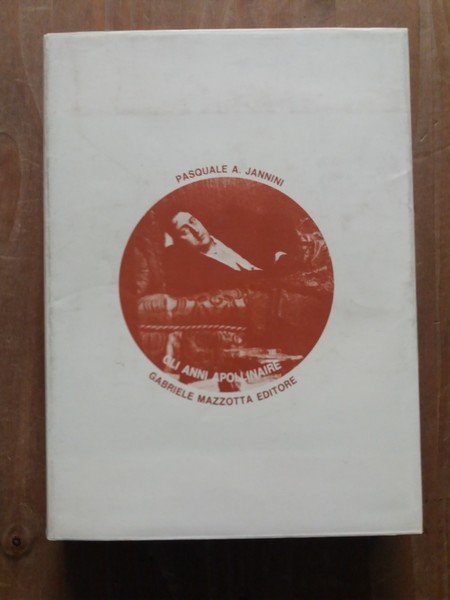 PASQUALE A. JANNINI
GLI ANNI APOLLINAIRE
GABRIELE MAZZOTTA EDITORE